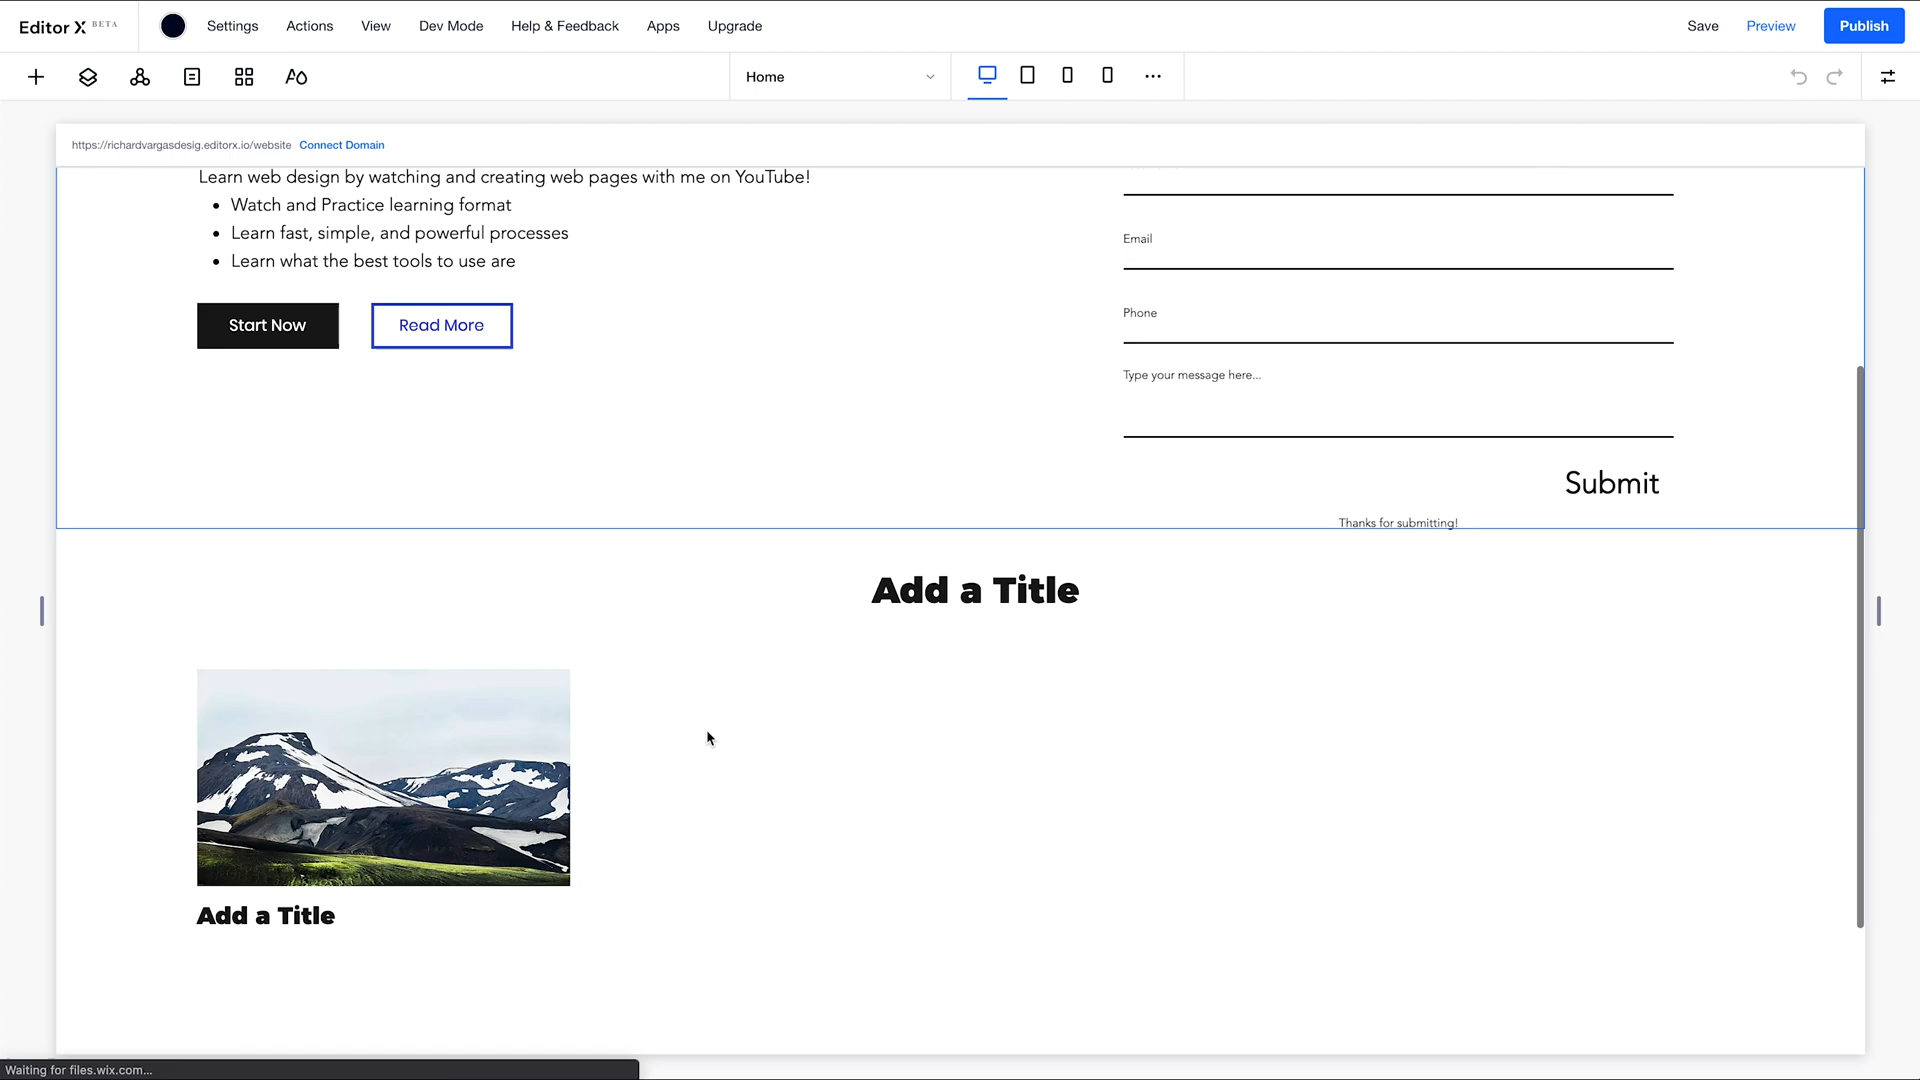 Editor X BETA
Settings
Actions
View
Dev Mode
Help & Feedback
Apps
Upgrade
Save
Preview
Publish
Home
https://richardvargasdesig.editorx.io/website Connect Domain
Learn web design by watching and creating web pages with me on YouTube!
• Watch and Practice learning format
• Learn fast, simple, and powerful processes
• Learn what the best tools to use are
Start Now
Read More
Email
Phone
Type your message here...
Submit
Thanks for submitting!
Add a Title
Add a Title
Waiting for files.wix.com...